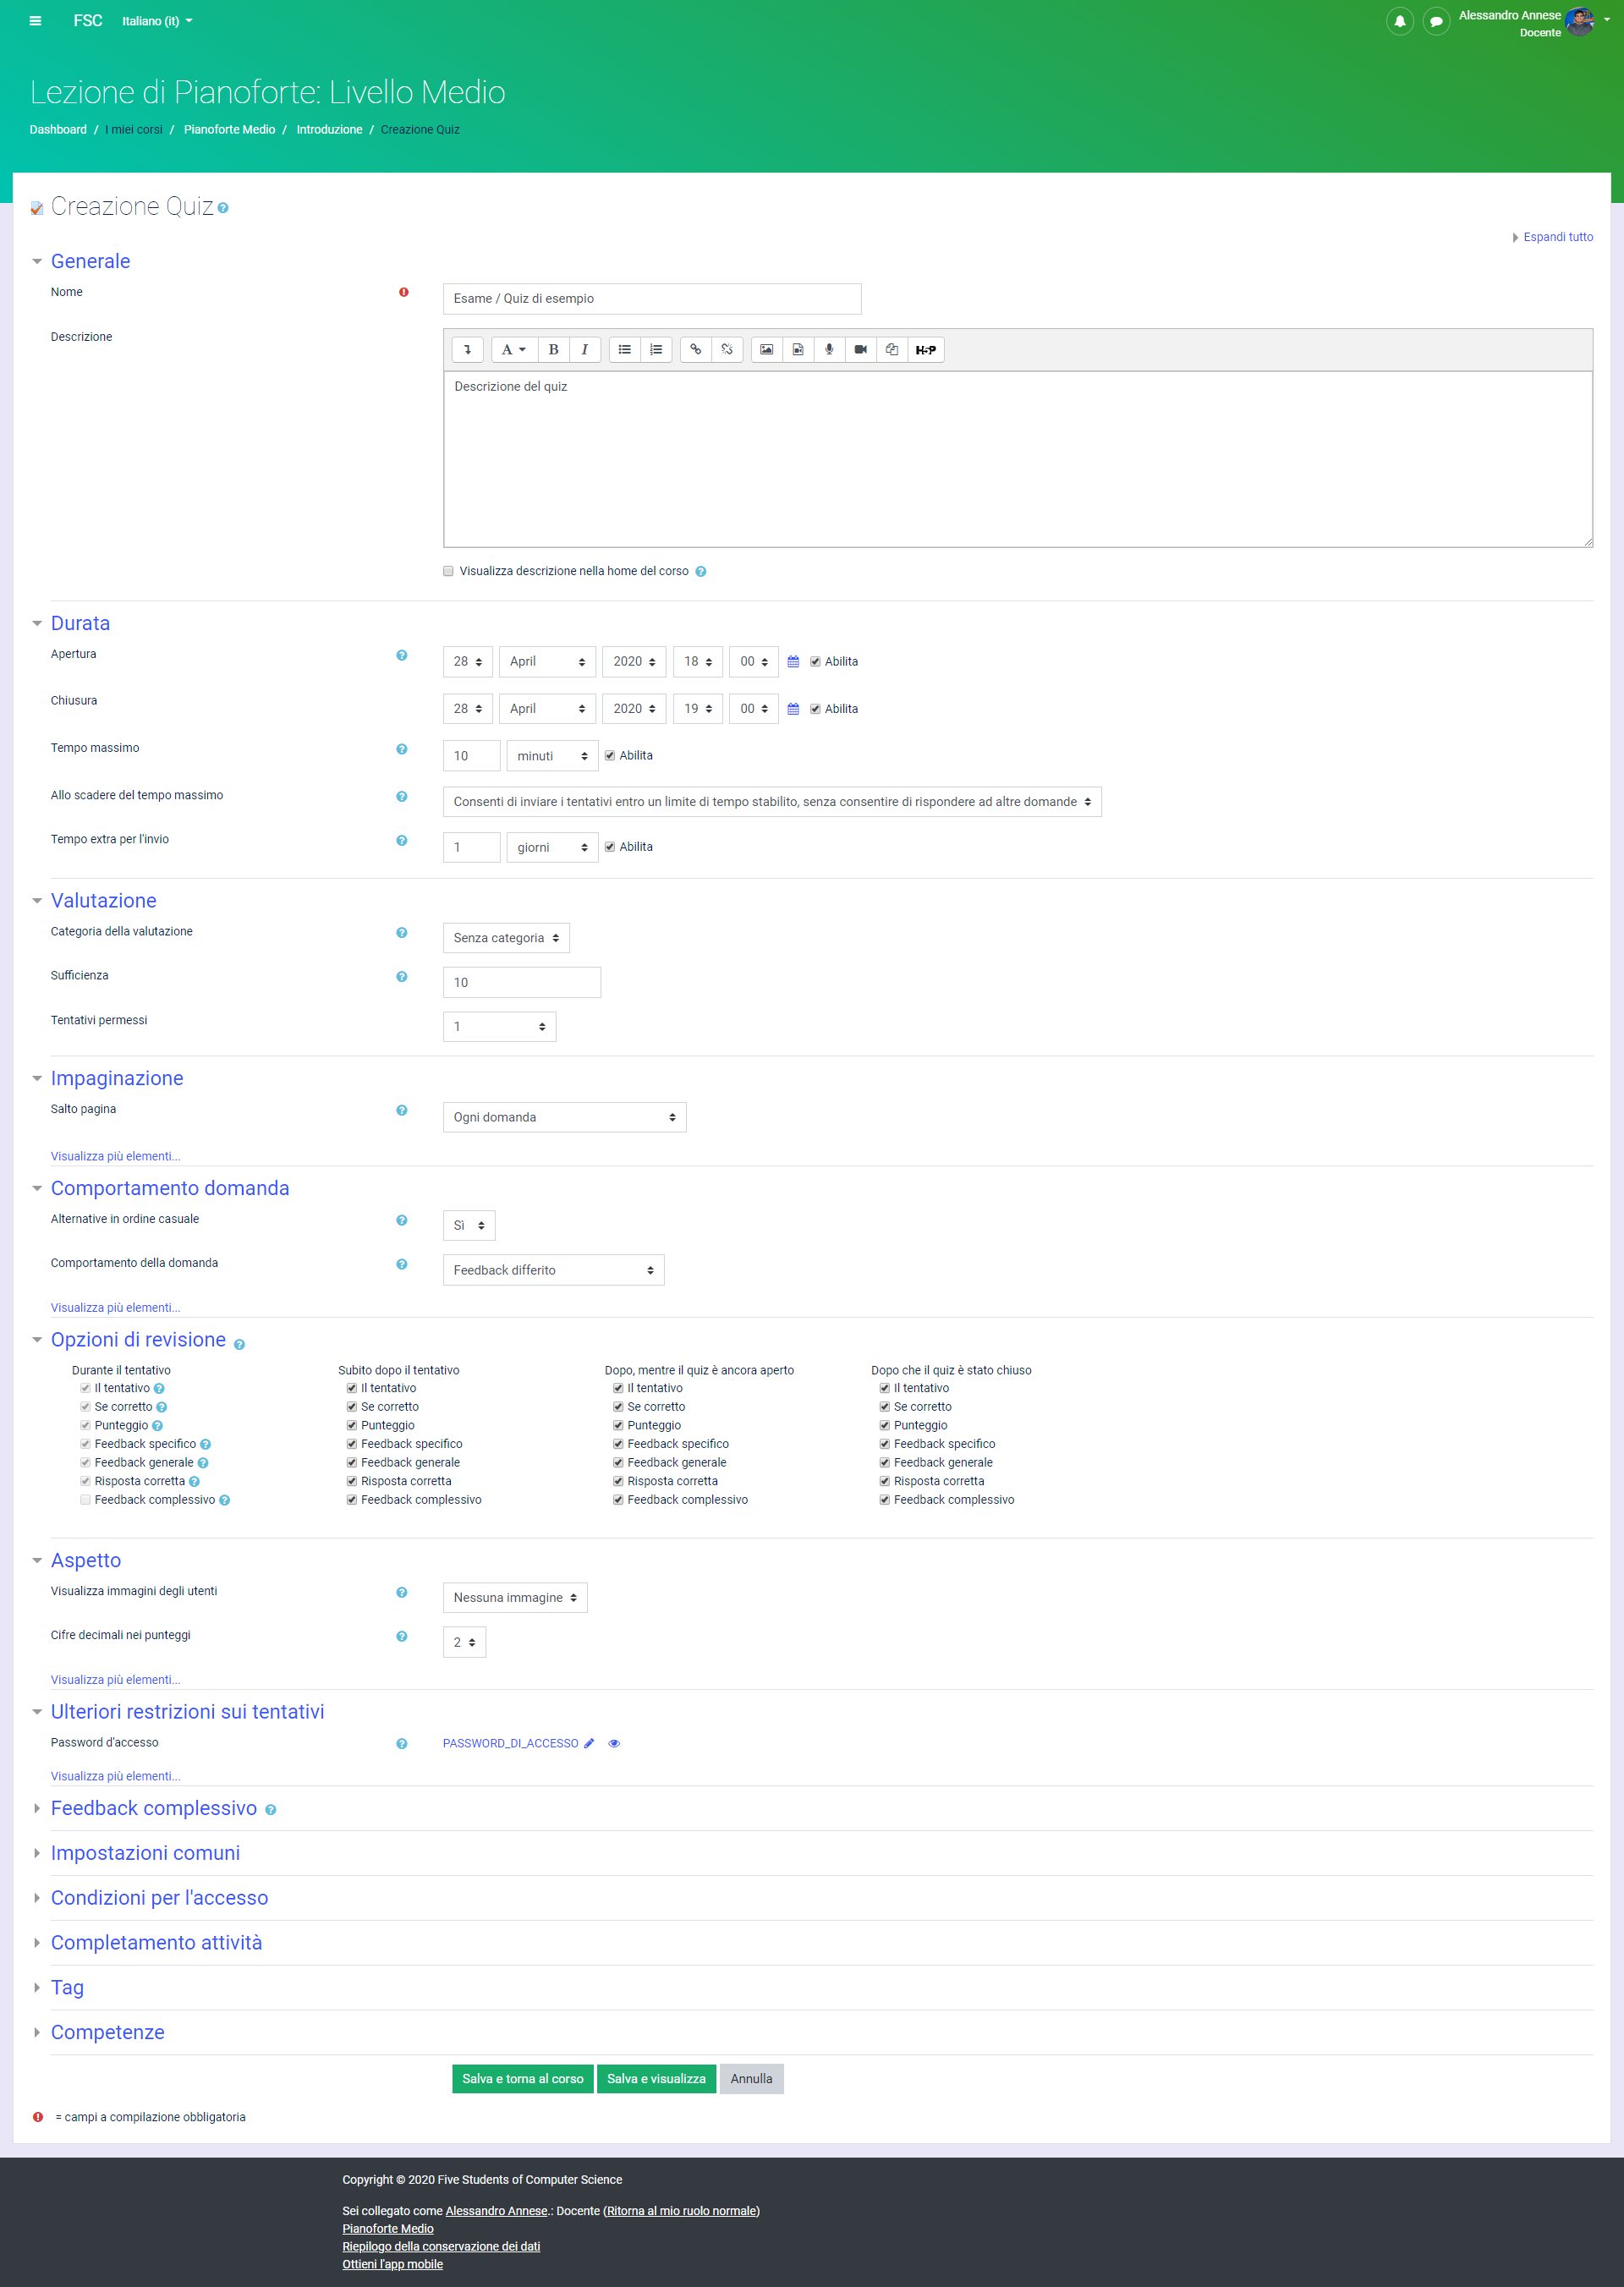 FSC Italiano (it) Alessandro Annese
Docente
Lezione di Pianoforte: Livello Medio
Dashboard / I miei corsi / Pianoforte Medio / Introduzione / Creazione Quiz
Creazione Quiz
Espandi tutto
Generale
Nome Esame / Quiz di esempio
Descrizione
A B I H-P
Descrizione del quiz
Visualizza descrizione nella home del corso
Durata
Apertura 28 April 2020 18 00 Abilita
Chiusura 28 April 2020 19 00 Abilita
Tempo massimo 10 minuti Abilita
Allo scadere del tempo massimo Consenti di inviare i tentativi entro un limite di tempo stabilito, senza consentire di rispondere ad altre domande
Tempo extra per l'invio 1 giorni Abilita
Valutazione
Categoria della valutazione Senza categoria
Sufficienza 10
Tentativi permessi 1
Impaginazione
Salto pagina Ogni domanda
Visualizza più elementi...
Comportamento domanda
Alternative in ordine casuale Sì
Comportamento della domanda Feedback differito
Visualizza più elementi...
Opzioni di revisione
Durante il tentativo Subito dopo il tentativo Dopo, mentre il quiz è ancora aperto Dopo che il quiz è stato chiuso
Il tentativo Il tentativo Il tentativo Il tentativo
Se corretto Se corretto Se corretto Se corretto
Punteggio Punteggio Punteggio Punteggio
Feedback specifico Feedback specifico Feedback specifico Feedback specifico
Feedback generale Feedback generale Feedback generale Feedback generale
Risposta corretta Risposta corretta Risposta corretta Risposta corretta
Feedback complessivo Feedback complessivo Feedback complessivo Feedback complessivo
Aspetto
Visualizza immagini degli utenti Nessuna immagine
Cifre decimali nei punteggi 2
Visualizza più elementi...
Ulteriori restrizioni sui tentativi
Password d'accesso PASSWORD_DI_ACCESSO
Visualizza più elementi...
Feedback complessivo
Impostazioni comuni
Condizioni per l'accesso
Completamento attività
Tag
Competenze
Salva e torna al corso Salva e visualizza Annulla
= campi a compilazione obbligatoria
Copyright © 2020 Five Students of Computer Science
Sei collegato come Alessandro Annese.: Docente (Ritorna al mio ruolo normale)
Pianoforte Medio
Riepilogo della conservazione dei dati
Ottieni l'app mobile